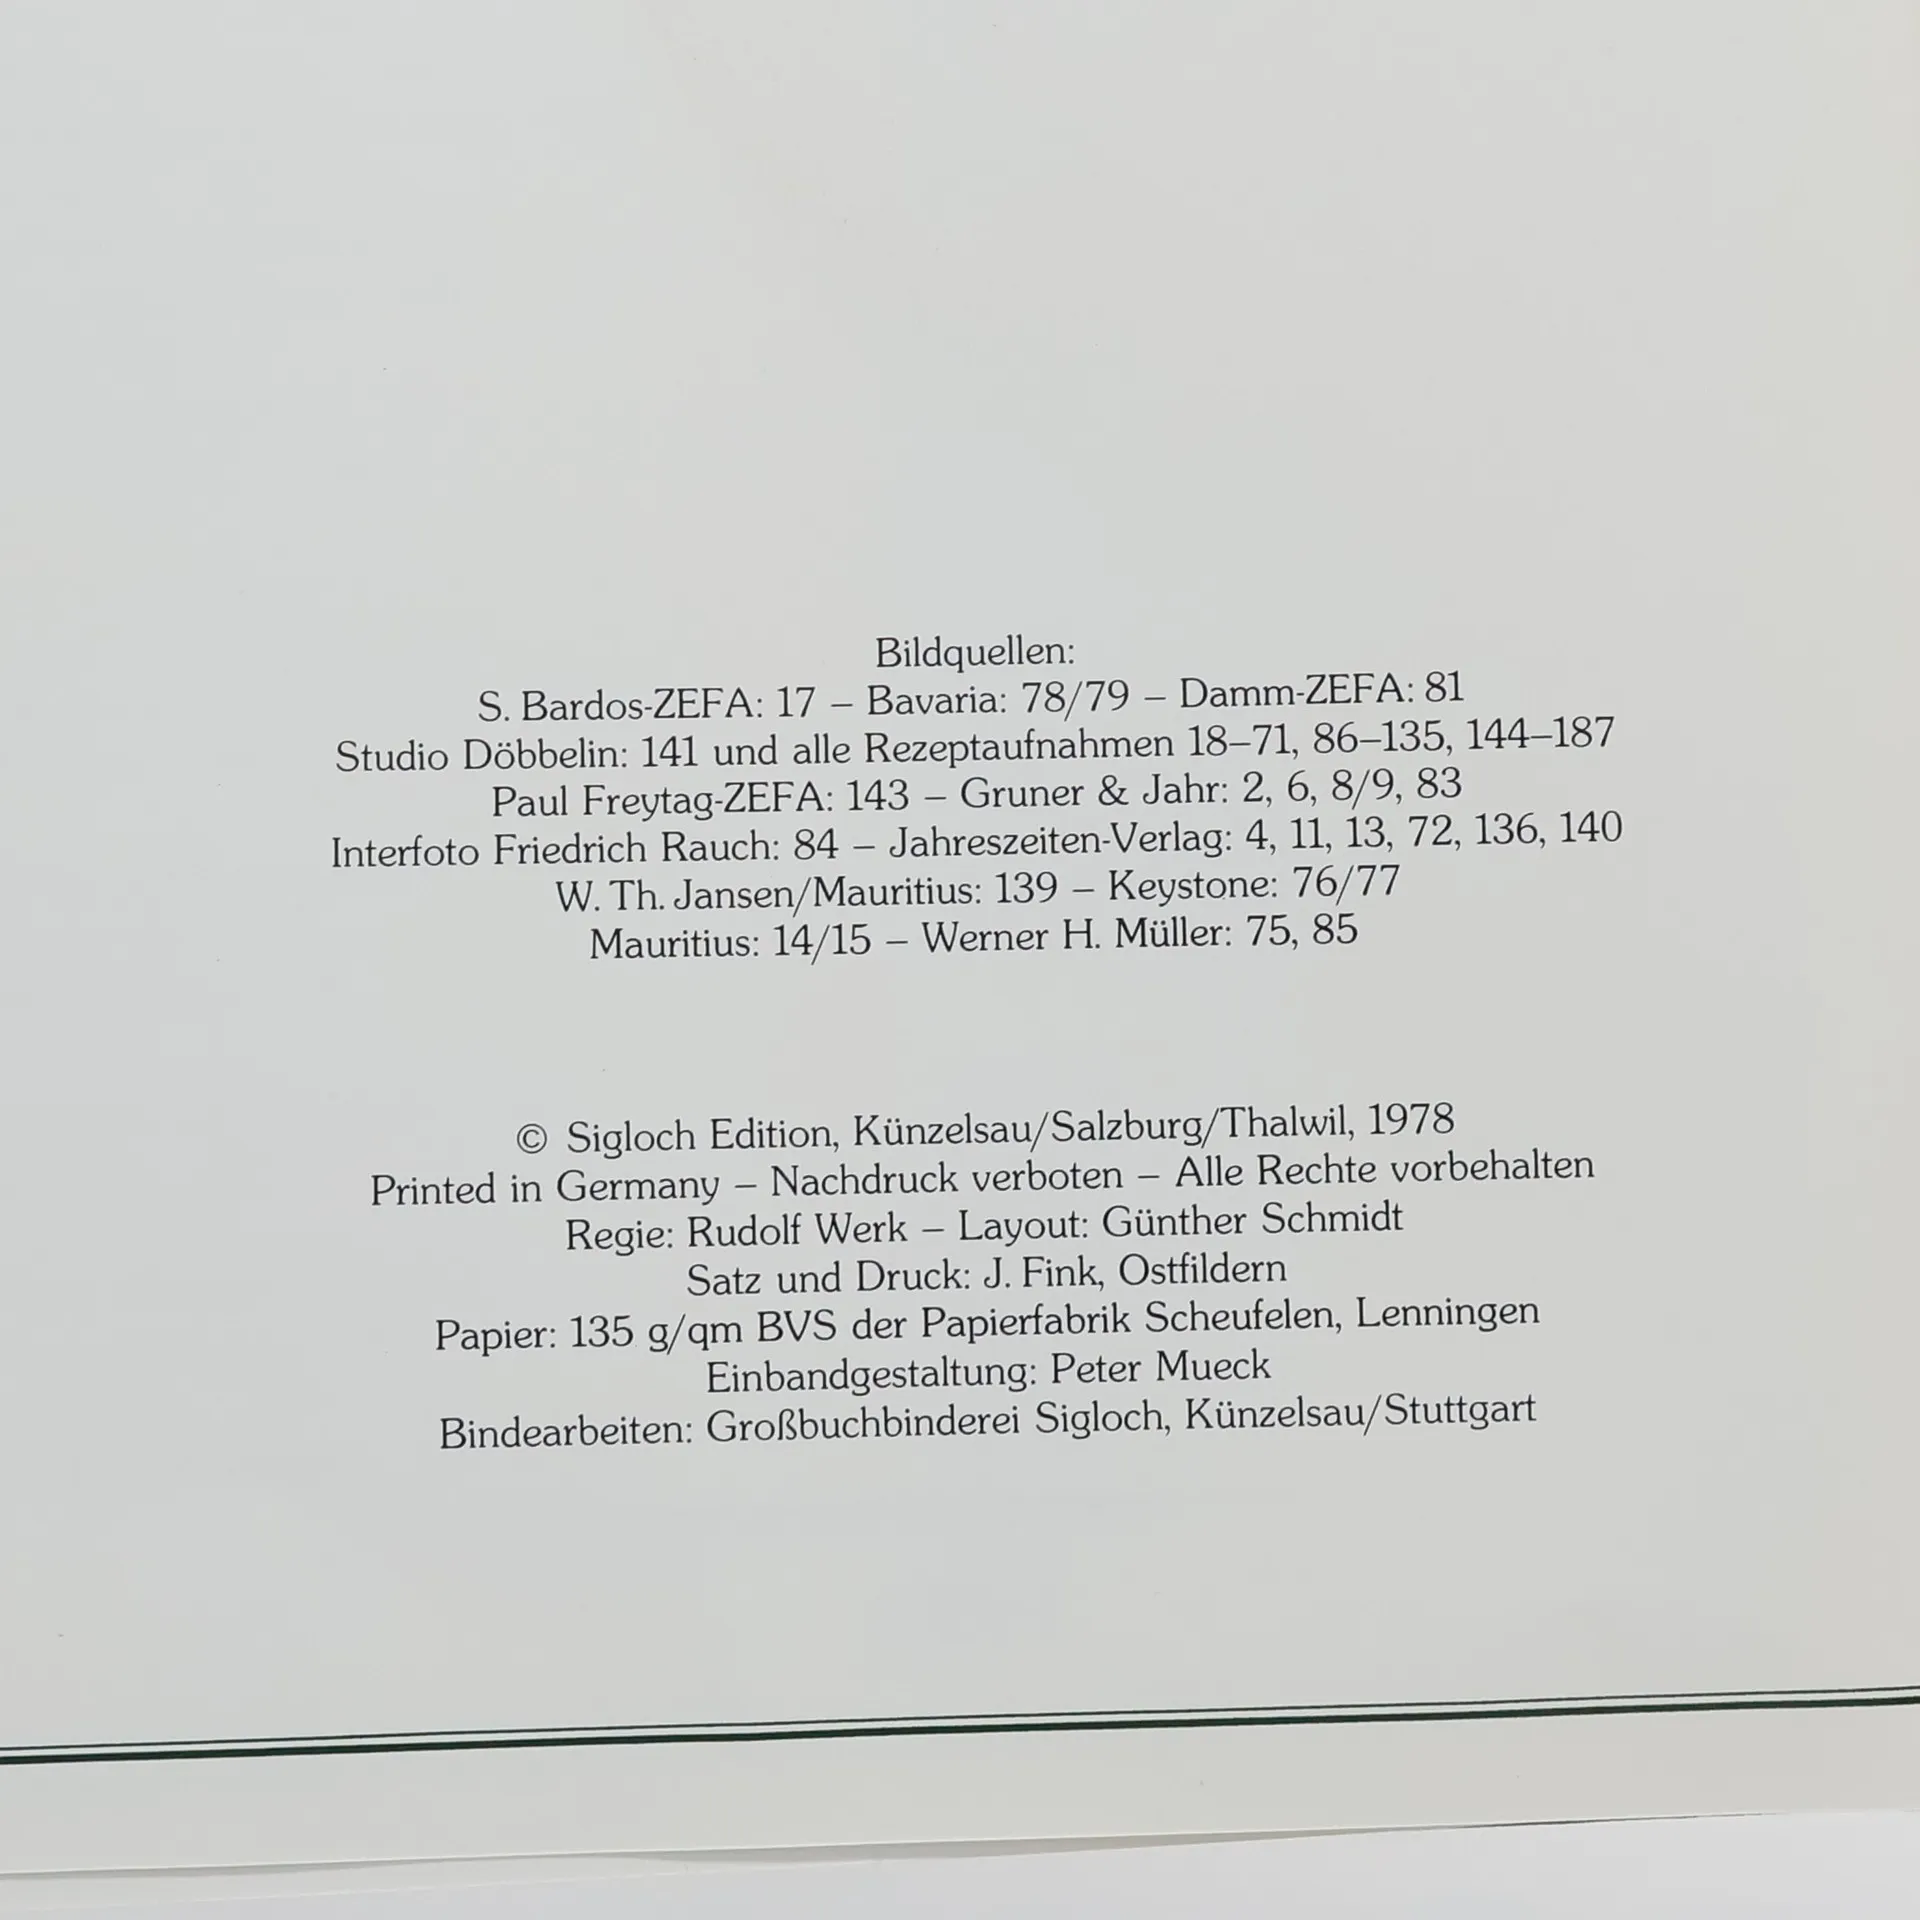 Bildquellen:
S. Bardos-ZEFA: 17 – Bavaria: 78/79 – Damm-ZEFA: 81
Studio Döbbelin: 141 und alle Rezeptaufnahmen 18–71, 86–135, 144–187
Paul Freytag-ZEFA: 143 – Gruner & Jahr: 2, 6, 8/9, 83
Interfoto Friedrich Rauch: 84 – Jahreszeiten-Verlag: 4, 11, 13, 72, 136, 140
W. Th. Jansen/Mauritius: 139 – Keystone: 76/77
Mauritius: 14/15 – Werner H. Müller: 75, 85
© Sigloch Edition, Künzelsau/Salzburg/Thalwil, 1978
Printed in Germany – Nachdruck verboten – Alle Rechte vorbehalten
Regie: Rudolf Werk – Layout: Günther Schmidt
Satz und Druck: J. Fink, Ostfildern
Papier: 135 g/qm BVS der Papierfabrik Scheufelen, Lenningen
Einbandgestaltung: Peter Mueck
Bindearbeiten: Großbuchbinderei Sigloch, Künzelsau/Stuttgart